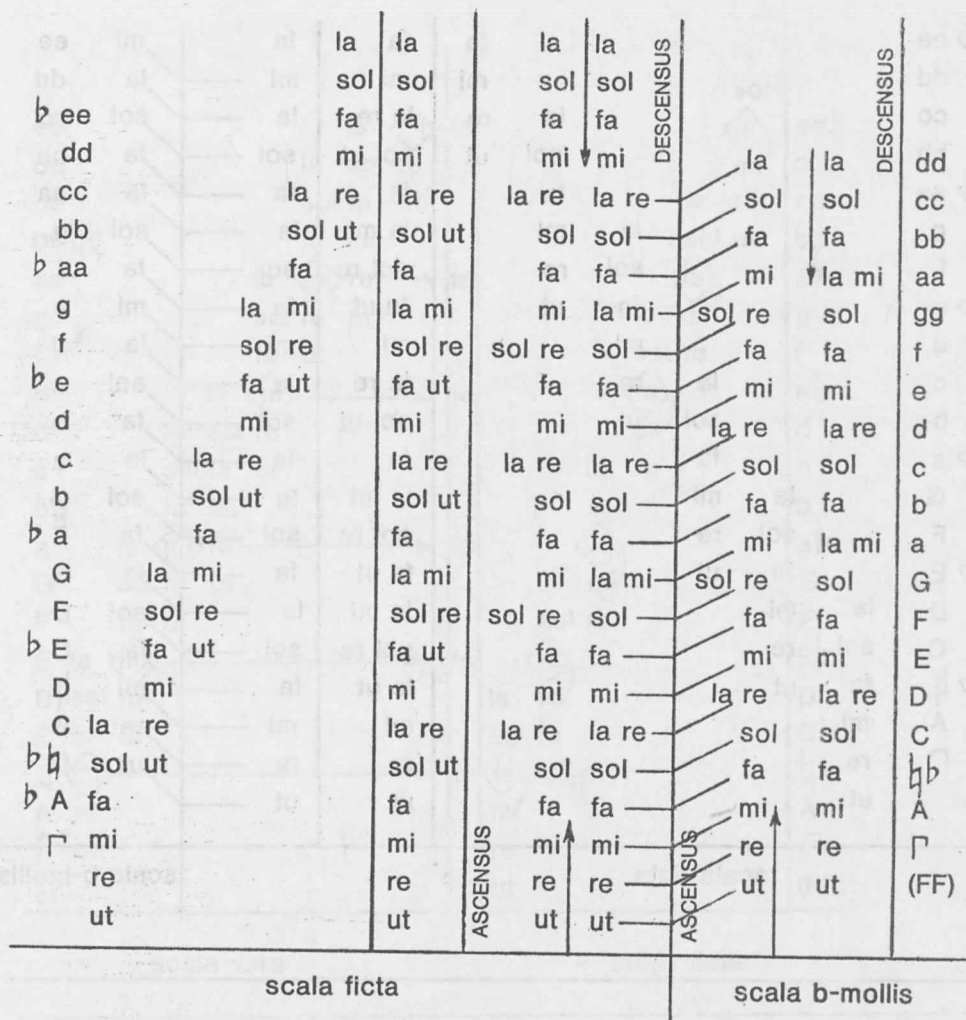 la la la la
sol sol sol sol DESCENSUS DESCENSUS
♭ ee fa fa fa fa
dd mi mi mi mi la la dd
cc la re la re la re la re sol sol cc
bb sol ut sol ut sol sol fa fa bb
♭ aa fa fa fa fa mi la mi aa
g la mi la mi mi la mi sol re sol gg
f sol re sol re sol re sol fa fa f
♭ e fa ut fa ut fa fa mi mi e
d mi mi mi mi la re la re d
c la re la re la re la re sol sol c
b sol ut sol ut sol sol fa fa b
♭ a fa fa fa fa mi la mi a
G la mi la mi mi la mi sol re sol G
F sol re sol re sol re sol fa fa F
♭ E fa ut fa ut fa fa mi mi E
D mi mi mi mi la re la re D
C la re la re la re la re sol sol C
♭ ♮ sol ut sol ut sol sol fa fa ♮ ♭
♭ A fa fa fa fa mi mi A
Γ mi mi mi mi re re Γ
re re re re ut ut (FF)
ut ut ASCENSUS ut ut ASCENSUS
scala ficta scala b-mollis